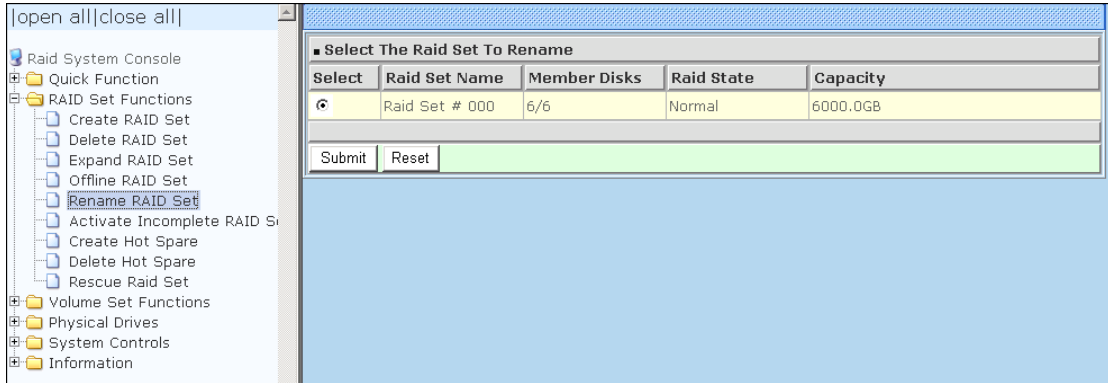 |open all|close all|
Raid System Console
Quick Function
RAID Set Functions
Create RAID Set
Delete RAID Set
Expand RAID Set
Offline RAID Set
Rename RAID Set
Activate Incomplete RAID S
Create Hot Spare
Delete Hot Spare
Rescue Raid Set
Volume Set Functions
Physical Drives
System Controls
Information
Select The Raid Set To Rename
Select Raid Set Name Member Disks Raid State Capacity
Raid Set # 000 6/6 Normal 6000.0GB
Submit Reset